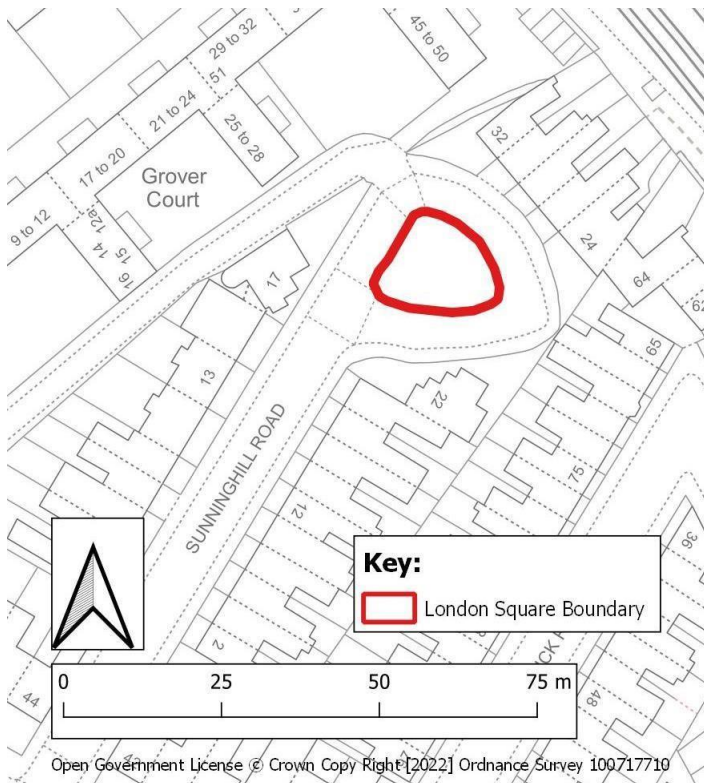 29 to 32
45 to 50
51
21 to 24
25 to 28
32
17 to 20
Grover
Court
9 to 12
12a
14
15
16
24
17
64
62
65
13
22
SUNNINGHILL ROAD
75
12
36
Key:
London Square Boundary
2
44
48
0
25
50
75 m
Open Government License © Crown Copy Right [2022] Ordnance Survey 100717710